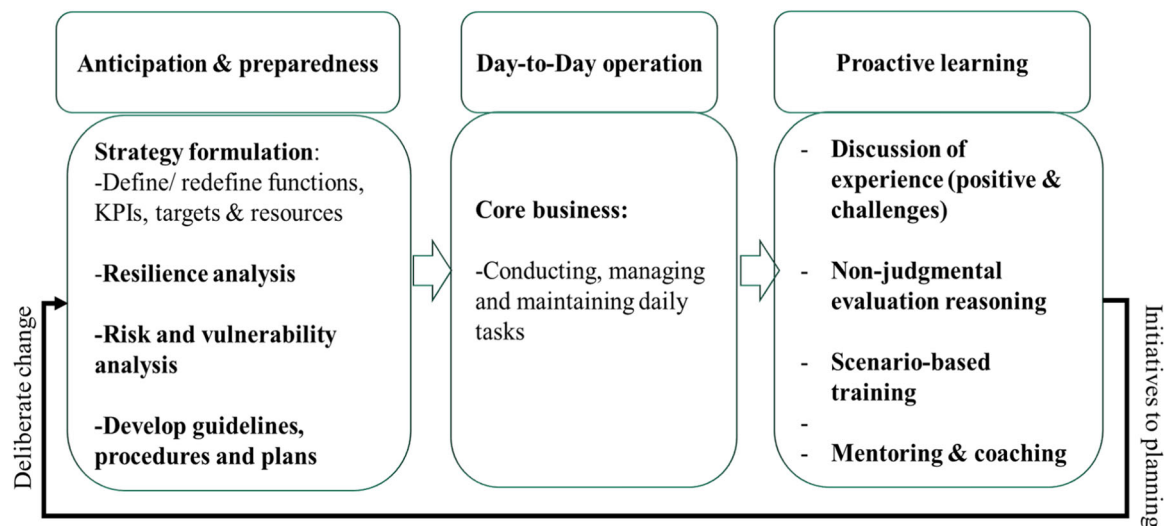 Anticipation & preparedness
Day-to-Day operation
Proactive learning
Strategy formulation:
-Define/ redefine functions,
KPIs, targets & resources
-Resilience analysis
-Risk and vulnerability
analysis
-Develop guidelines,
procedures and plans
Core business:
-Conducting, managing
and maintaining daily
tasks
- Discussion of
experience (positive &
challenges)
- Non-judgmental
evaluation reasoning
- Scenario-based
training
-
- Mentoring & coaching
Deliberate change
Initiatives to planning